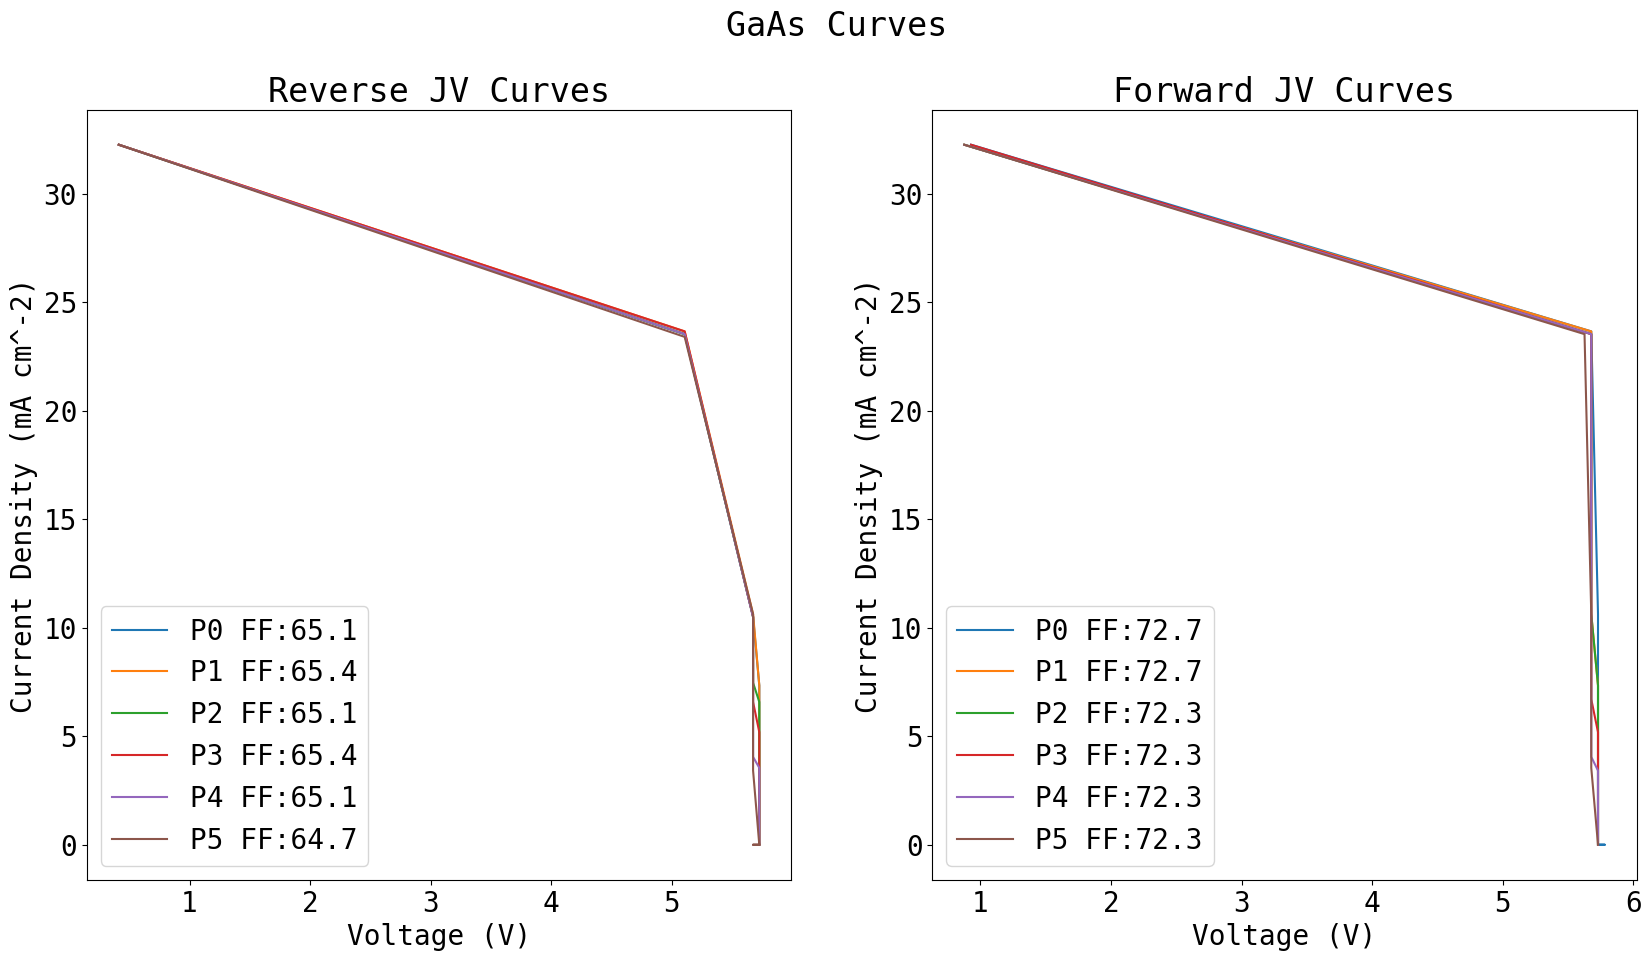 GaAs Curves
Reverse JV Curves
Current Density (mA cm^-2)
30
25
20
15
10
5
0
P0 FF:65.1
P1 FF:65.4
P2 FF:65.1
P3 FF:65.4
P4 FF:65.1
P5 FF:64.7
1 2 3 4 5
Voltage (V)
Forward JV Curves
Current Density (mA cm^-2)
30
25
20
15
10
5
0
P0 FF:72.7
P1 FF:72.7
P2 FF:72.3
P3 FF:72.3
P4 FF:72.3
P5 FF:72.3
1 2 3 4 5 6
Voltage (V)